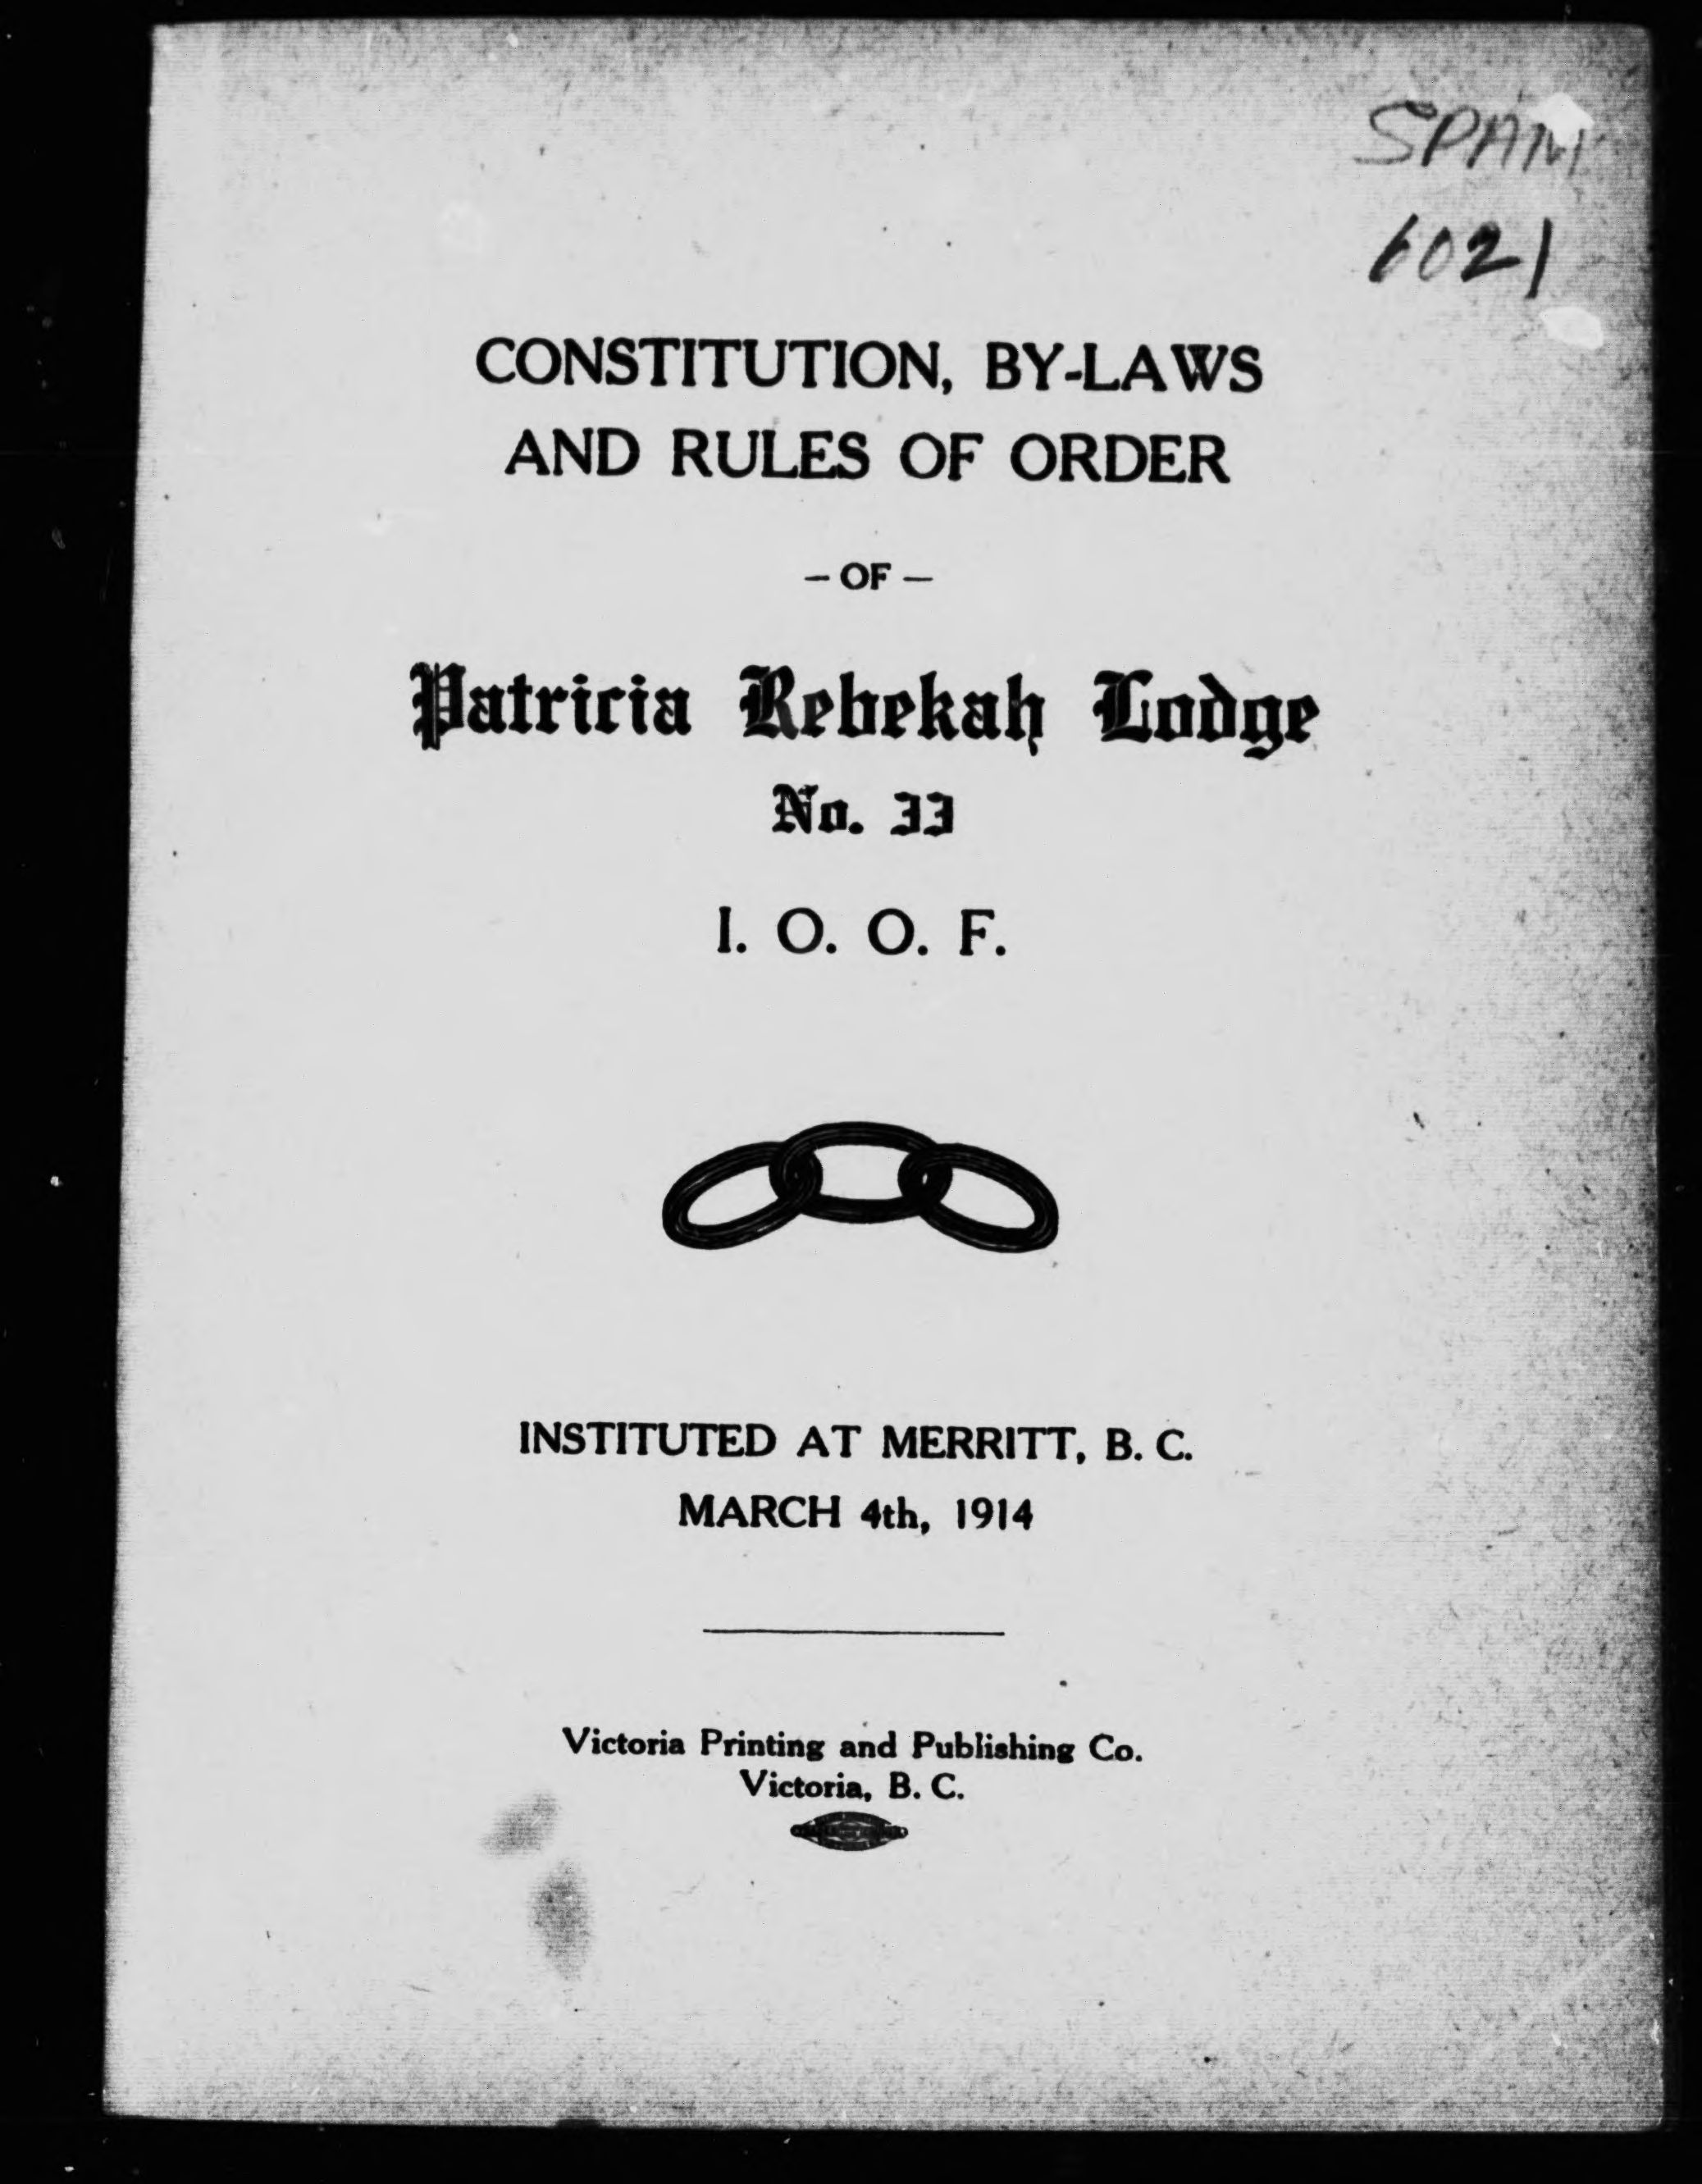 SPAM
6021
CONSTITUTION, BY-LAWS
AND RULES OF ORDER
– OF –
Patricia Rebekah Lodge
No. 33
I. O. O. F.
INSTITUTED AT MERRITT, B. C.
MARCH 4th, 1914
Victoria Printing and Publishing Co.
Victoria, B. C.